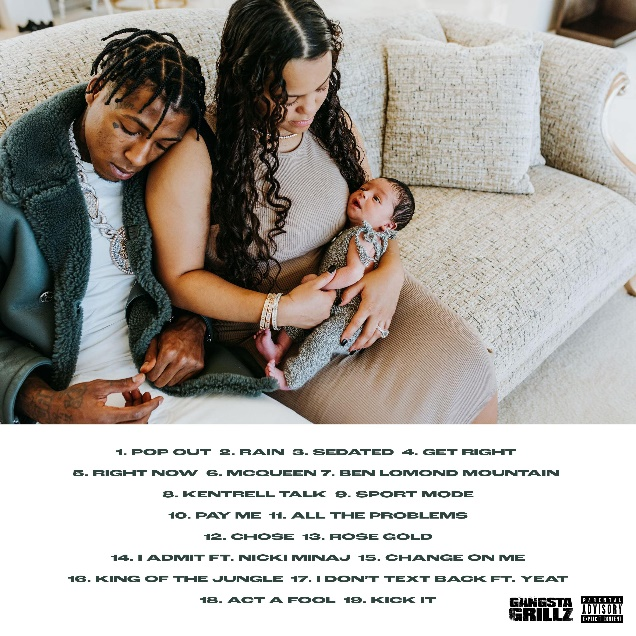 1. POP OUT 2. RAIN 3. SEDATED 4. GET RIGHT
5. RIGHT NOW 6. MCQUEEN 7. BEN LOMOND MOUNTAIN
8. KENTRELL TALK 9. SPORT MODE
10. PAY ME 11. ALL THE PROBLEMS
12. CHOSE 13. ROSE GOLD
14. I ADMIT FT. NICKI MINAJ 15. CHANGE ON ME
16. KING OF THE JUNGLE 17. I DON'T TEXT BACK FT. YEAT
18. ACT A FOOL 19. KICK IT
GANGSTA
GRILLZ
PARENTAL
ADVISORY
EXPLICIT CONTENT